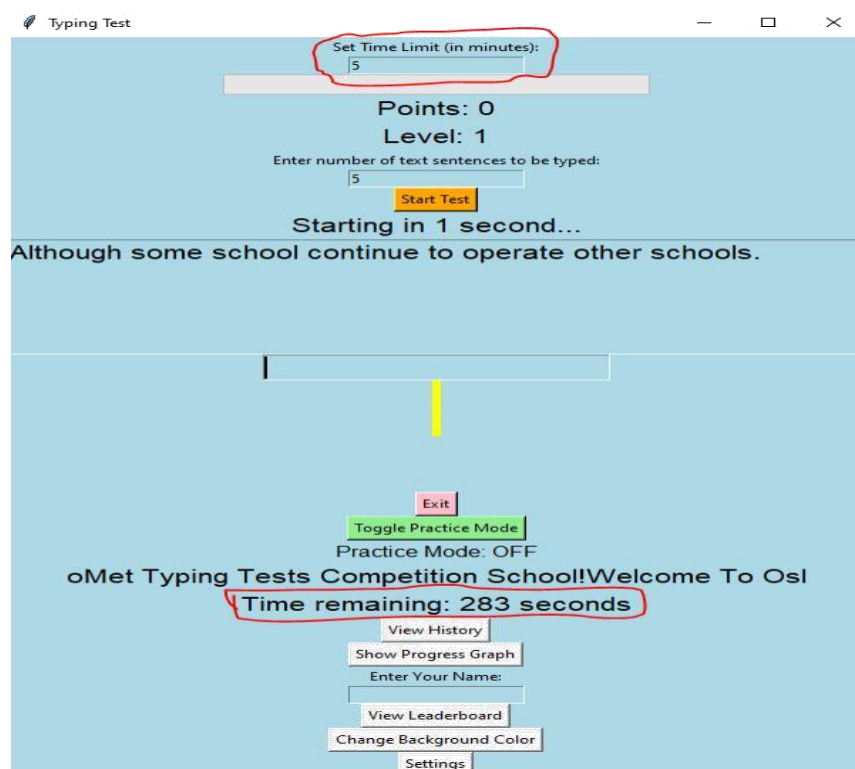 Typing Test
Set Time Limit (in minutes):
5
Points: 0
Level: 1
Enter number of text sentences to be typed:
5
Start Test
Starting in 1 second...
Although some school continue to operate other schools.
Exit
Toggle Practice Mode
Practice Mode: OFF
oMet Typing Tests Competition School!Welcome To Osl
Time remaining: 283 seconds
View History
Show Progress Graph
Enter Your Name:
View Leaderboard
Change Background Color
Settings